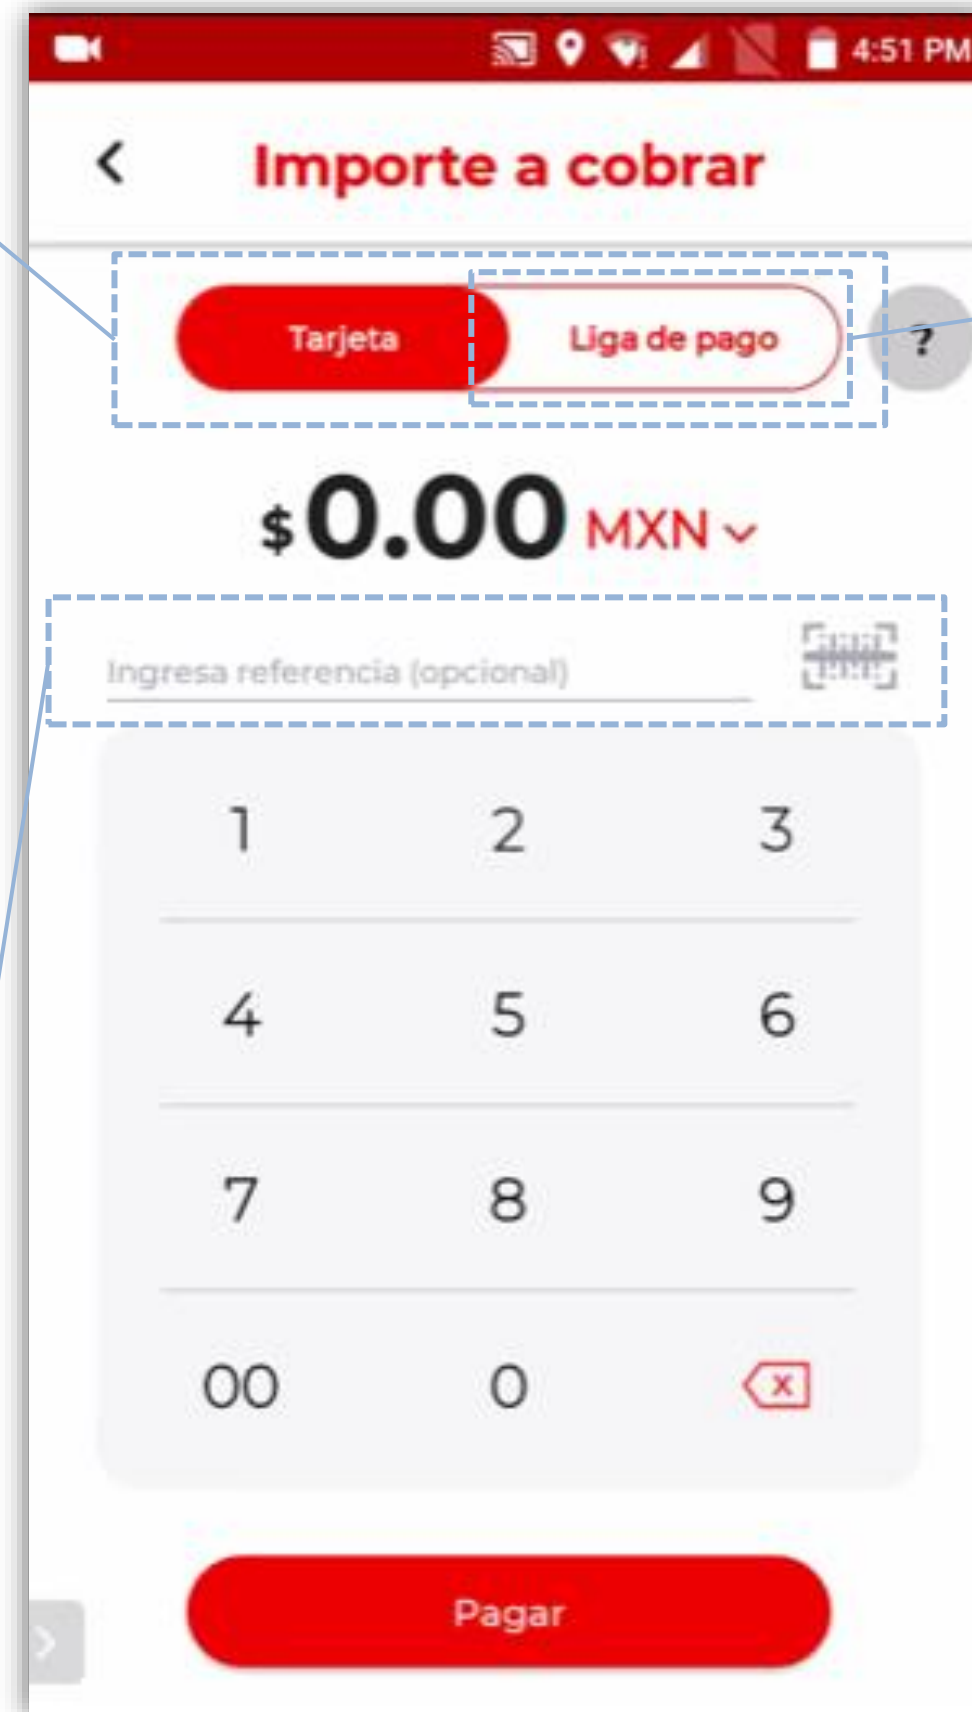 4:51 PM
Importe a cobrar
Tarjeta Liga de pago ?
$0.00 MXN
Ingresa referencia (opcional)
1 2 3
4 5 6
7 8 9
00 0 x
Pagar